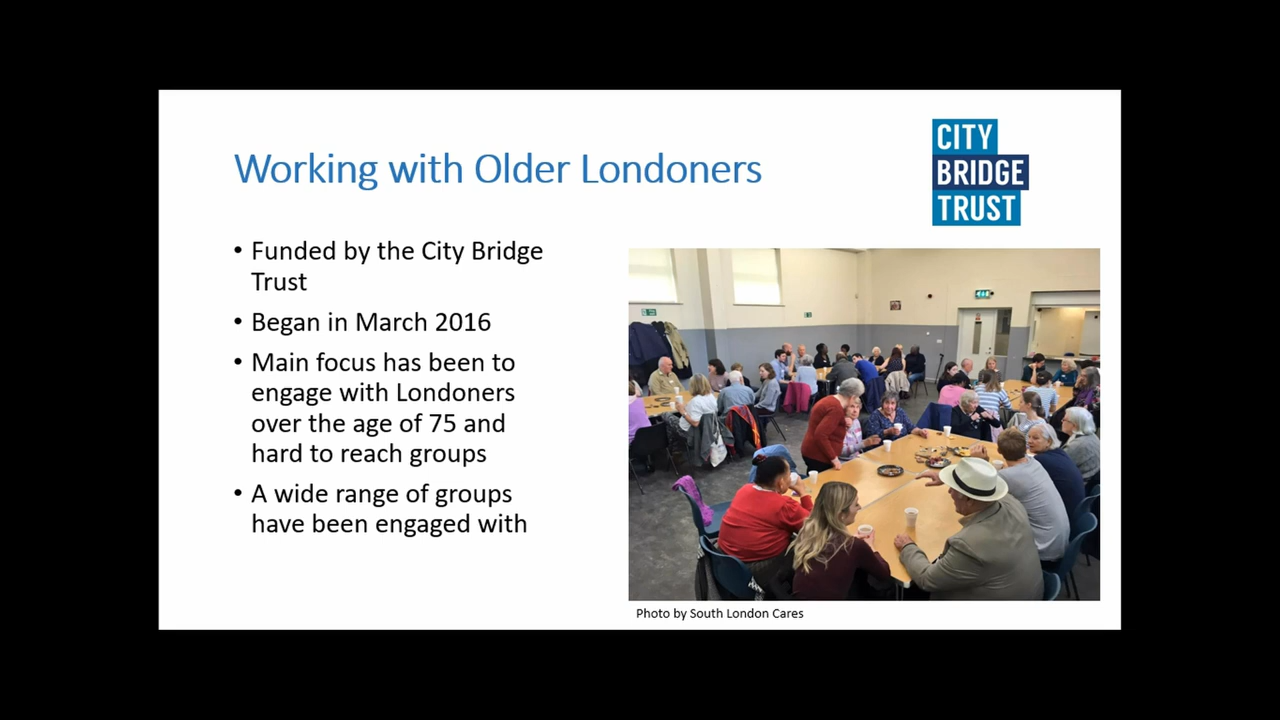 Working with Older Londoners
CITY
BRIDGE
TRUST
• Funded by the City Bridge
Trust
• Began in March 2016
• Main focus has been to
engage with Londoners
over the age of 75 and
hard to reach groups
• A wide range of groups
have been engaged with
Photo by South London Cares